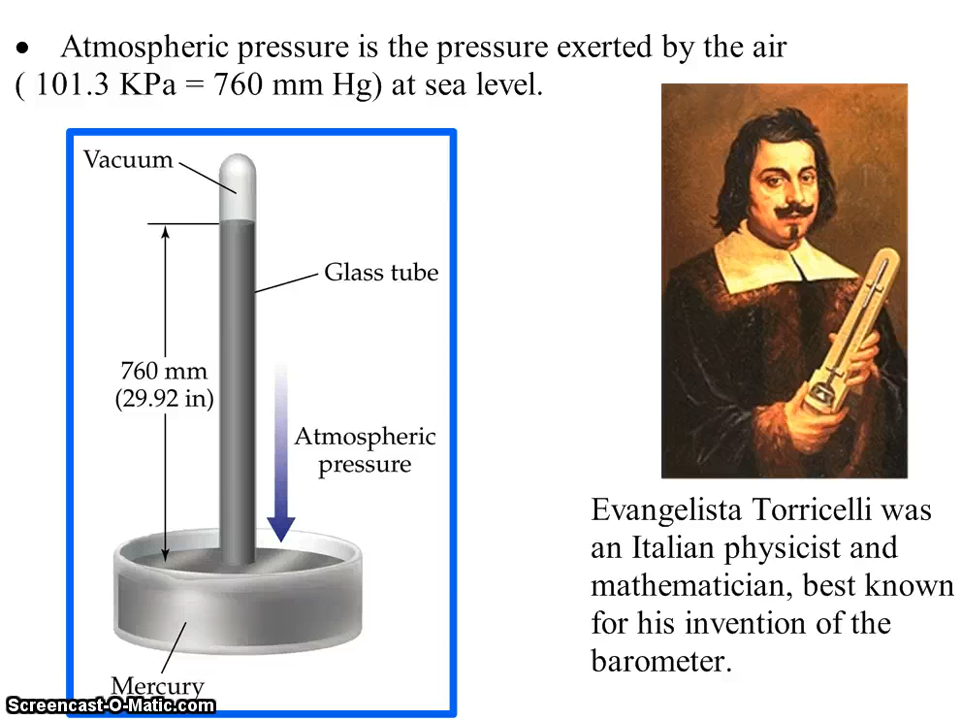 • Atmospheric pressure is the pressure exerted by the air
( 101.3 KPa = 760 mm Hg) at sea level.
Vacuum
Glass tube
760 mm
(29.92 in)
Atmospheric
pressure
Mercury
Evangelista Torricelli was
an Italian physicist and
mathematician, best known
for his invention of the
barometer.
Screencast-O-Matic.com